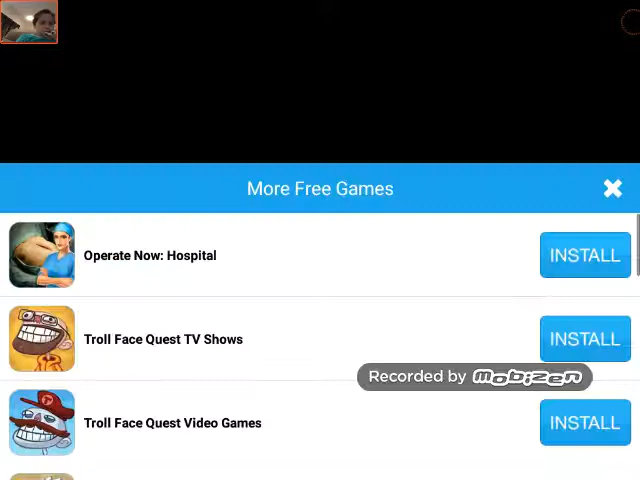 More Free Games
Operate Now: Hospital
INSTALL
Troll Face Quest TV Shows
INSTALL
Recorded by mobizen
Troll Face Quest Video Games
INSTALL